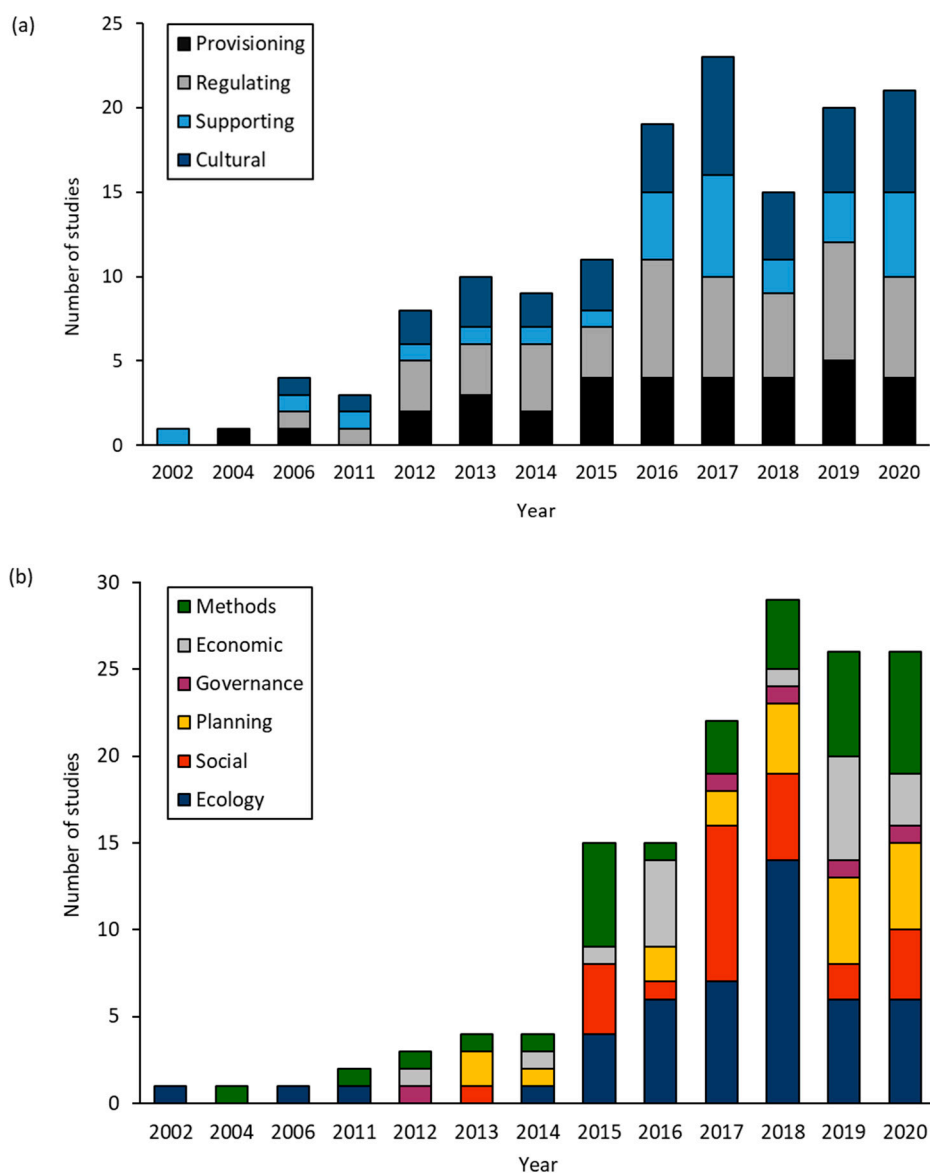 (a)
25
20
15
10
5
0
Number of studies
Provisioning
Regulating
Supporting
Cultural
2002 2004 2006 2011 2012 2013 2014 2015 2016 2017 2018 2019 2020
Year
(b)
30
25
20
15
10
5
0
Number of studies
Methods
Economic
Governance
Planning
Social
Ecology
2002 2004 2006 2011 2012 2013 2014 2015 2016 2017 2018 2019 2020
Year